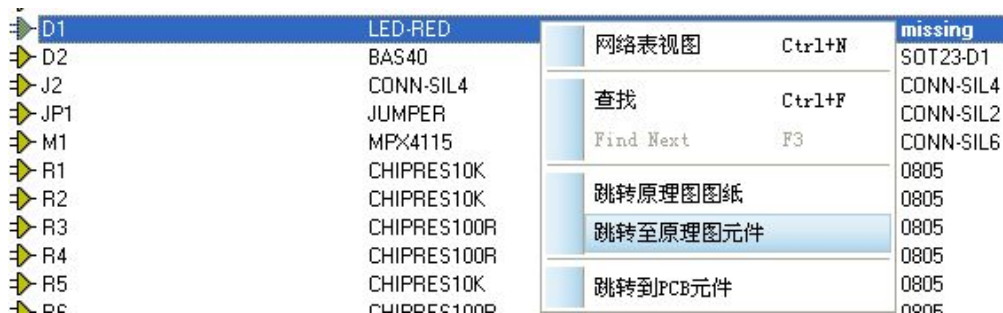 D1 LED-RED missing
D2 BAS40 SOT23-D1
J2 CONN-SIL4 CONN-SIL4
JP1 JUMPER CONN-SIL2
M1 MPX4115 CONN-SIL6
R1 CHIPRES10K 0805
R2 CHIPRES10K 0805
R3 CHIPRES100R 0805
R4 CHIPRES100R 0805
R5 CHIPRES10K 0805
R6 CHIPRES100R 0805
网络表视图 Ctrl+N
查找 Ctrl+F
Find Next F3
跳转原理图图纸
跳转至原理图元件
跳转到PCB元件